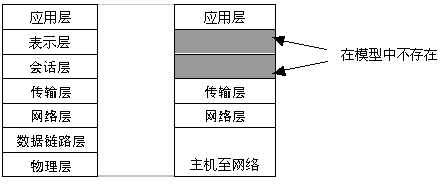 应用层
表示层
会话层
传输层
网络层
数据链路层
物理层
应用层
传输层
网络层
主机至网络
在模型中不存在